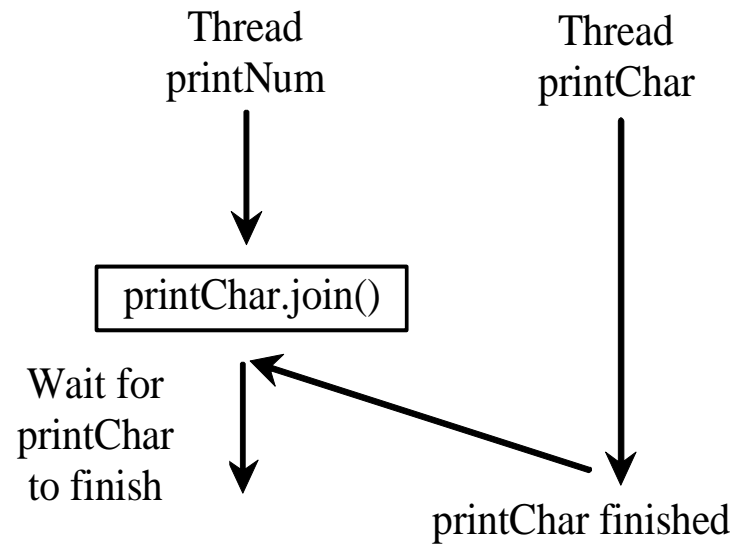 Thread
printNum
Thread
printChar
printChar.join()
Wait for
printChar
to finish
printChar finished